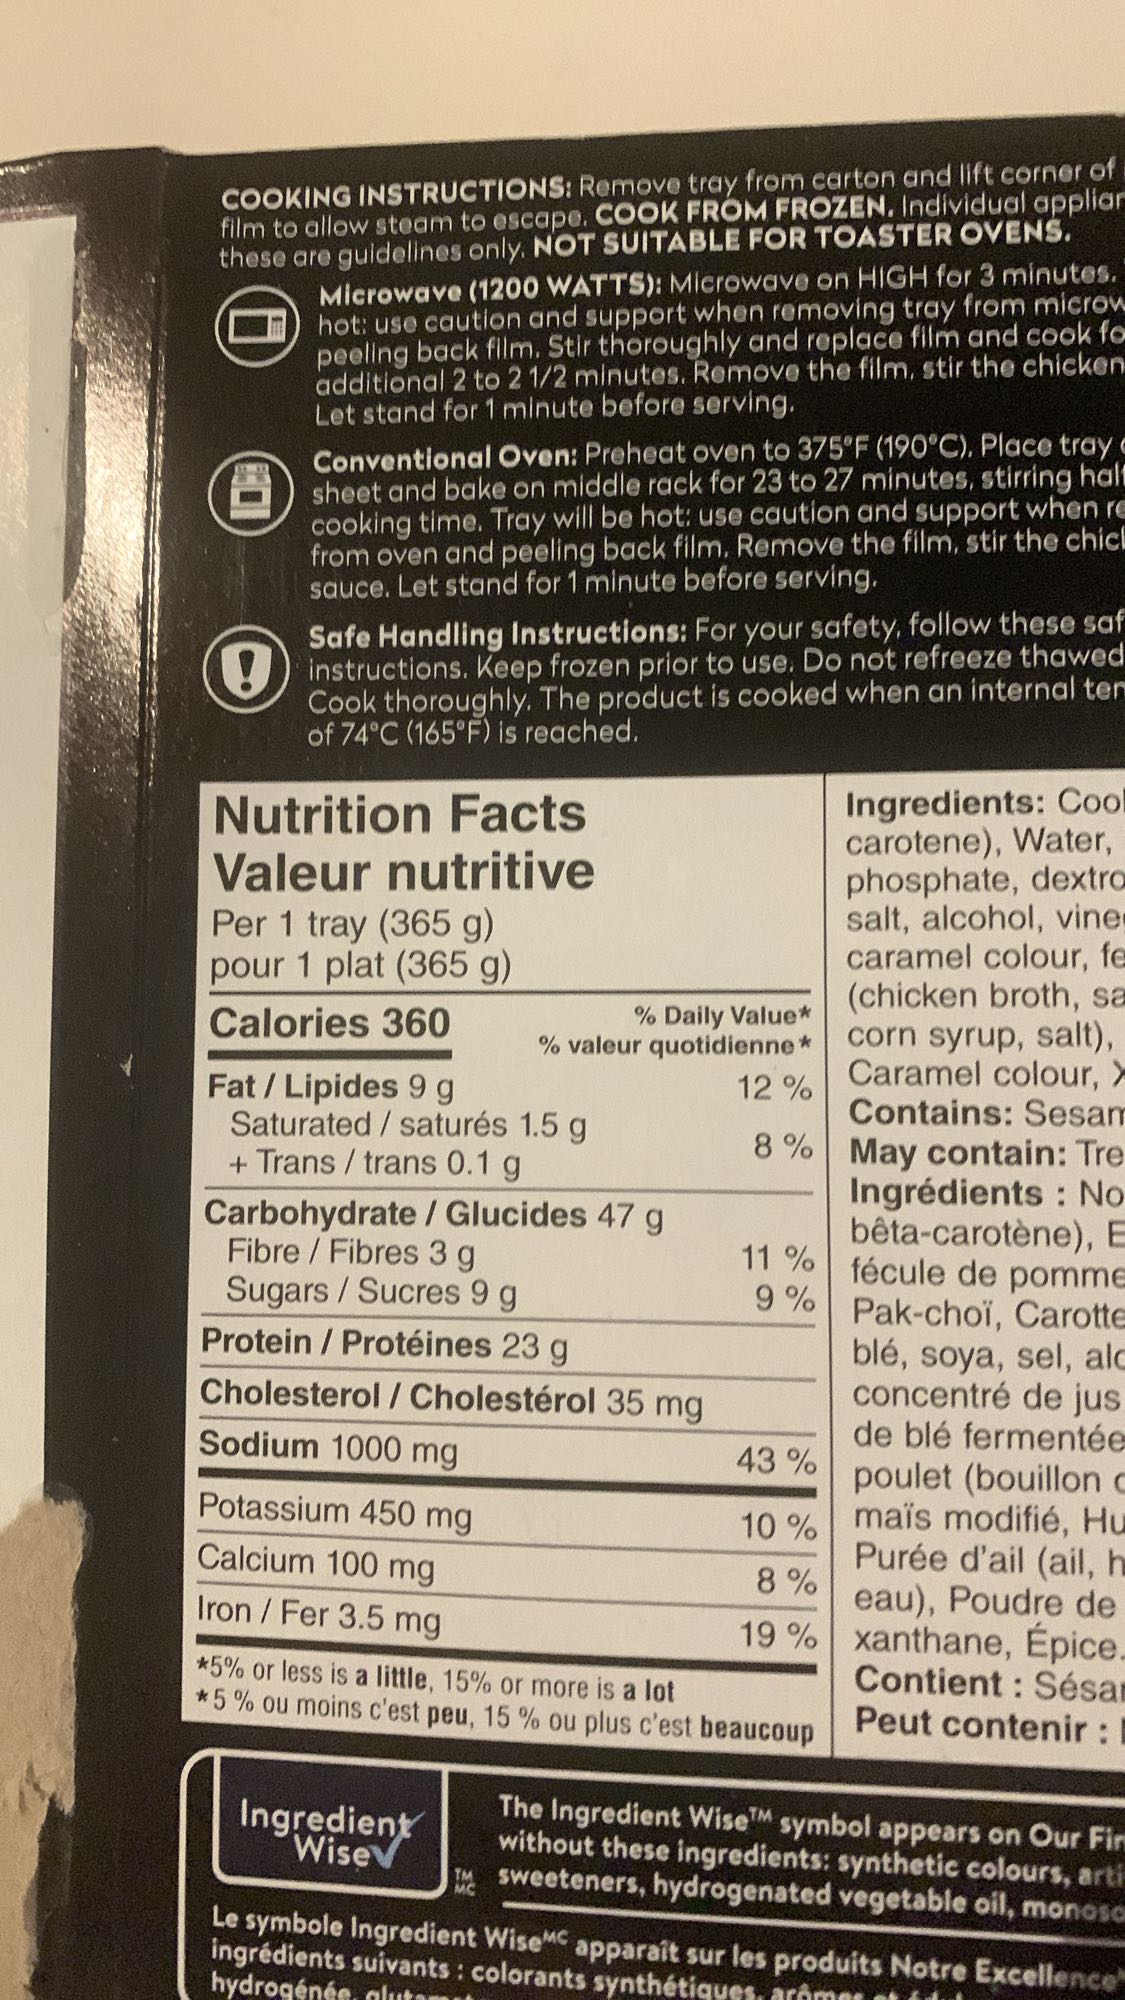 COOKING INSTRUCTIONS: Remove tray from carton and lift corner of
film to allow steam to escape. COOK FROM FROZEN. Individual
these are guidelines only. NOT SUITABLE FOR TOASTER OVENS.
Microwave (1200 WATTS): Microwave on HIGH for 3 minutes.
hot: use caution and support when removing tray from
peeling back film. Stir thoroughly and replace film and cook
additional 2 to 2 1/2 minutes. Remove the film, stir the chicken
Let stand for 1 minute before serving.
Conventional Oven: Preheat oven to 375°F (190°C). Place tray
sheet and bake on middle rack for 23 to 27 minutes, stirring
cooking time. Tray will be hot: use caution and support when
from oven and peeling back film. Remove the film, stir the
sauce. Let stand for 1 minute before serving.
Safe Handling Instructions: For your safety, follow these
instructions. Keep frozen prior to use. Do not refreeze thawed
Cook thoroughly. The product is cooked when an internal
of 74°C (165°F) is reached.
Nutrition Facts
Valeur nutritive
Per 1 tray (365 g)
pour 1 plat (365 g)
Calories 360 % Daily Value*
% valeur quotidienne*
Fat / Lipides 9 g 12 %
Saturated / saturés 1.5 g
+ Trans / trans 0.1 g 8 %
Carbohydrate / Glucides 47 g
Fibre / Fibres 3 g 11 %
Sugars / Sucres 9 g 9 %
Protein / Protéines 23 g
Cholesterol / Cholestérol 35 mg
Sodium 1000 mg 43 %
Potassium 450 mg 10 %
Calcium 100 mg 8 %
Iron / Fer 3.5 mg 19 %
*5% or less is a little, 15% or more is a lot
*5 % ou moins c'est peu, 15 % ou plus c'est beaucoup
Ingredients:
carotene), Water,
phosphate,
salt, alcohol,
caramel colour,
(chicken broth,
corn syrup, salt),
Caramel colour,
Contains:
May contain:
Ingrédients :
bêta-carotène),
fécule de
Pak-choï,
blé, soya, sel,
concentré de jus
de blé fermentée
poulet (bouillon
maïs modifié,
Purée d'ail (ail,
eau), Poudre de
xanthane, Épice.
Contient :
Peut contenir :
Ingredient
Wise
TM
MC
The Ingredient Wise™ symbol appears on Our
without these ingredients: synthetic colours,
sweeteners, hydrogenated vegetable oil,
Le symbole Ingredient WiseMC apparaît sur les produits Notre Excellence
ingrédients suivants : colorants synthétiques, arômes
hydrogénée,